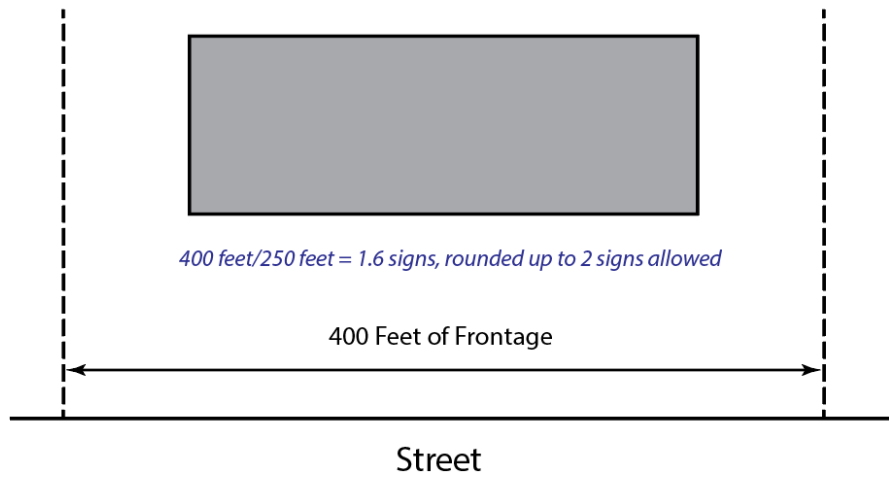 400 feet/250 feet = 1.6 signs, rounded up to 2 signs allowed
400 Feet of Frontage
Street